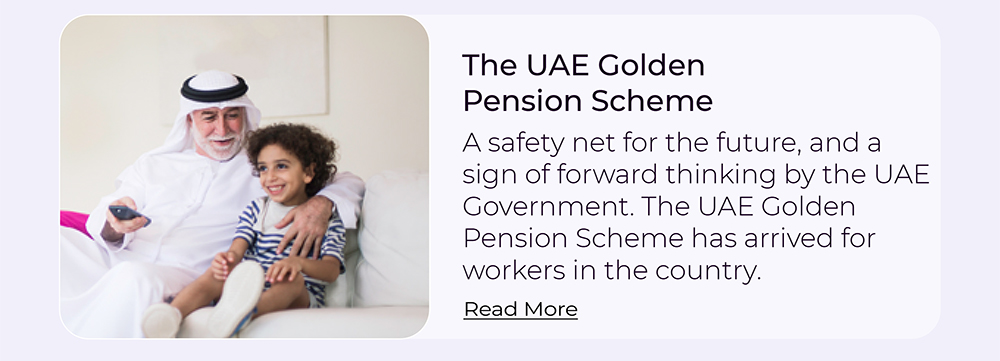 The UAE Golden
Pension Scheme
A safety net for the future, and a
sign of forward thinking by the UAE
Government. The UAE Golden
Pension Scheme has arrived for
workers in the country.
Read More